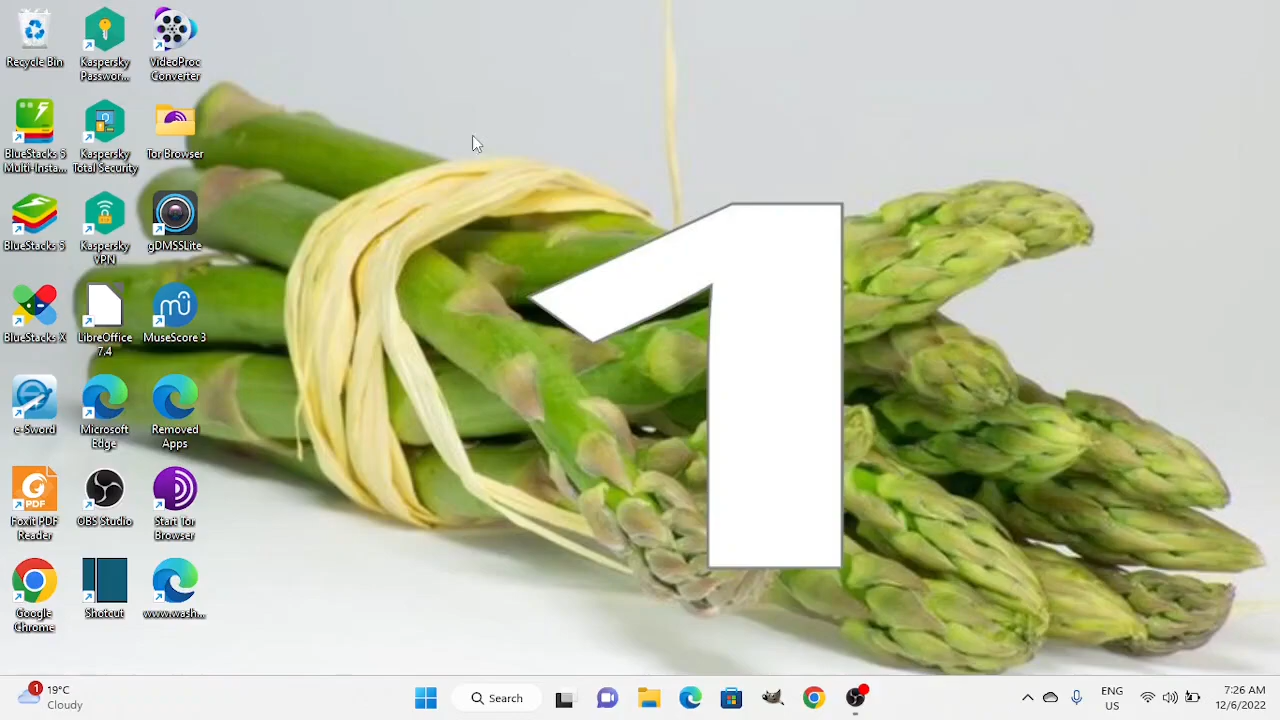 Recycle Bin
Kaspersky
Passwor...
VideoProc
Converter
BlueStacks 5
Multi-Insta...
Kaspersky
Total Security
Tor Browser
BlueStacks 5
Kaspersky
VPN
gDMSSLite
BlueStacks X
LibreOffice
7.4
MuseScore 3
e-Sword
Microsoft
Edge
Removed
Apps
PDF
Foxit PDF
Reader
OBS Studio
Start Tor
Browser
Google
Chrome
Shotcut
www.wash...
1
1
19°C
Cloudy
Search
ENG
US
7:26 AM
12/6/2022